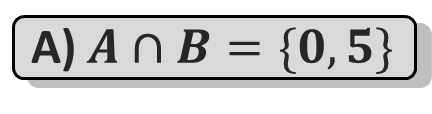 A) A ∩ B = {0, 5}